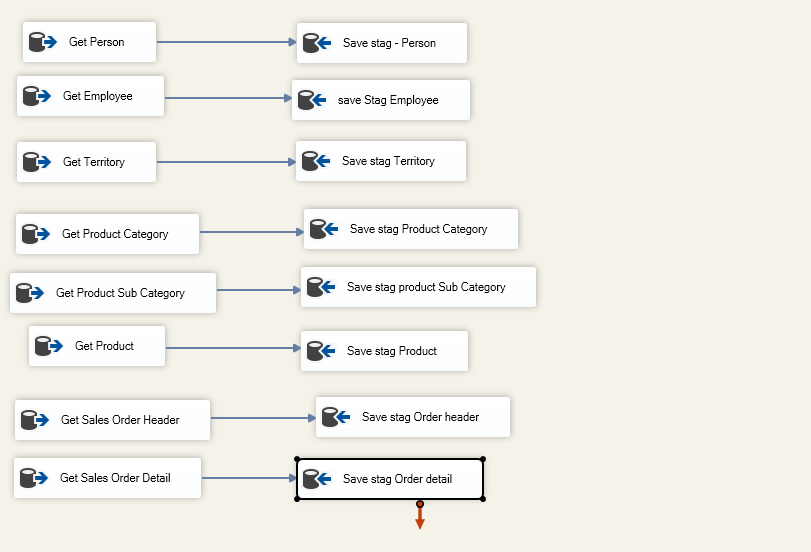 Get Person
Save stag - Person
Get Employee
save Stag Employee
Get Territory
Save stag Territory
Get Product Category
Save stag Product Category
Get Product Sub Category
Save stag product Sub Category
Get Product
Save stag Product
Get Sales Order Header
Save stag Order header
Get Sales Order Detail
Save stag Order detail